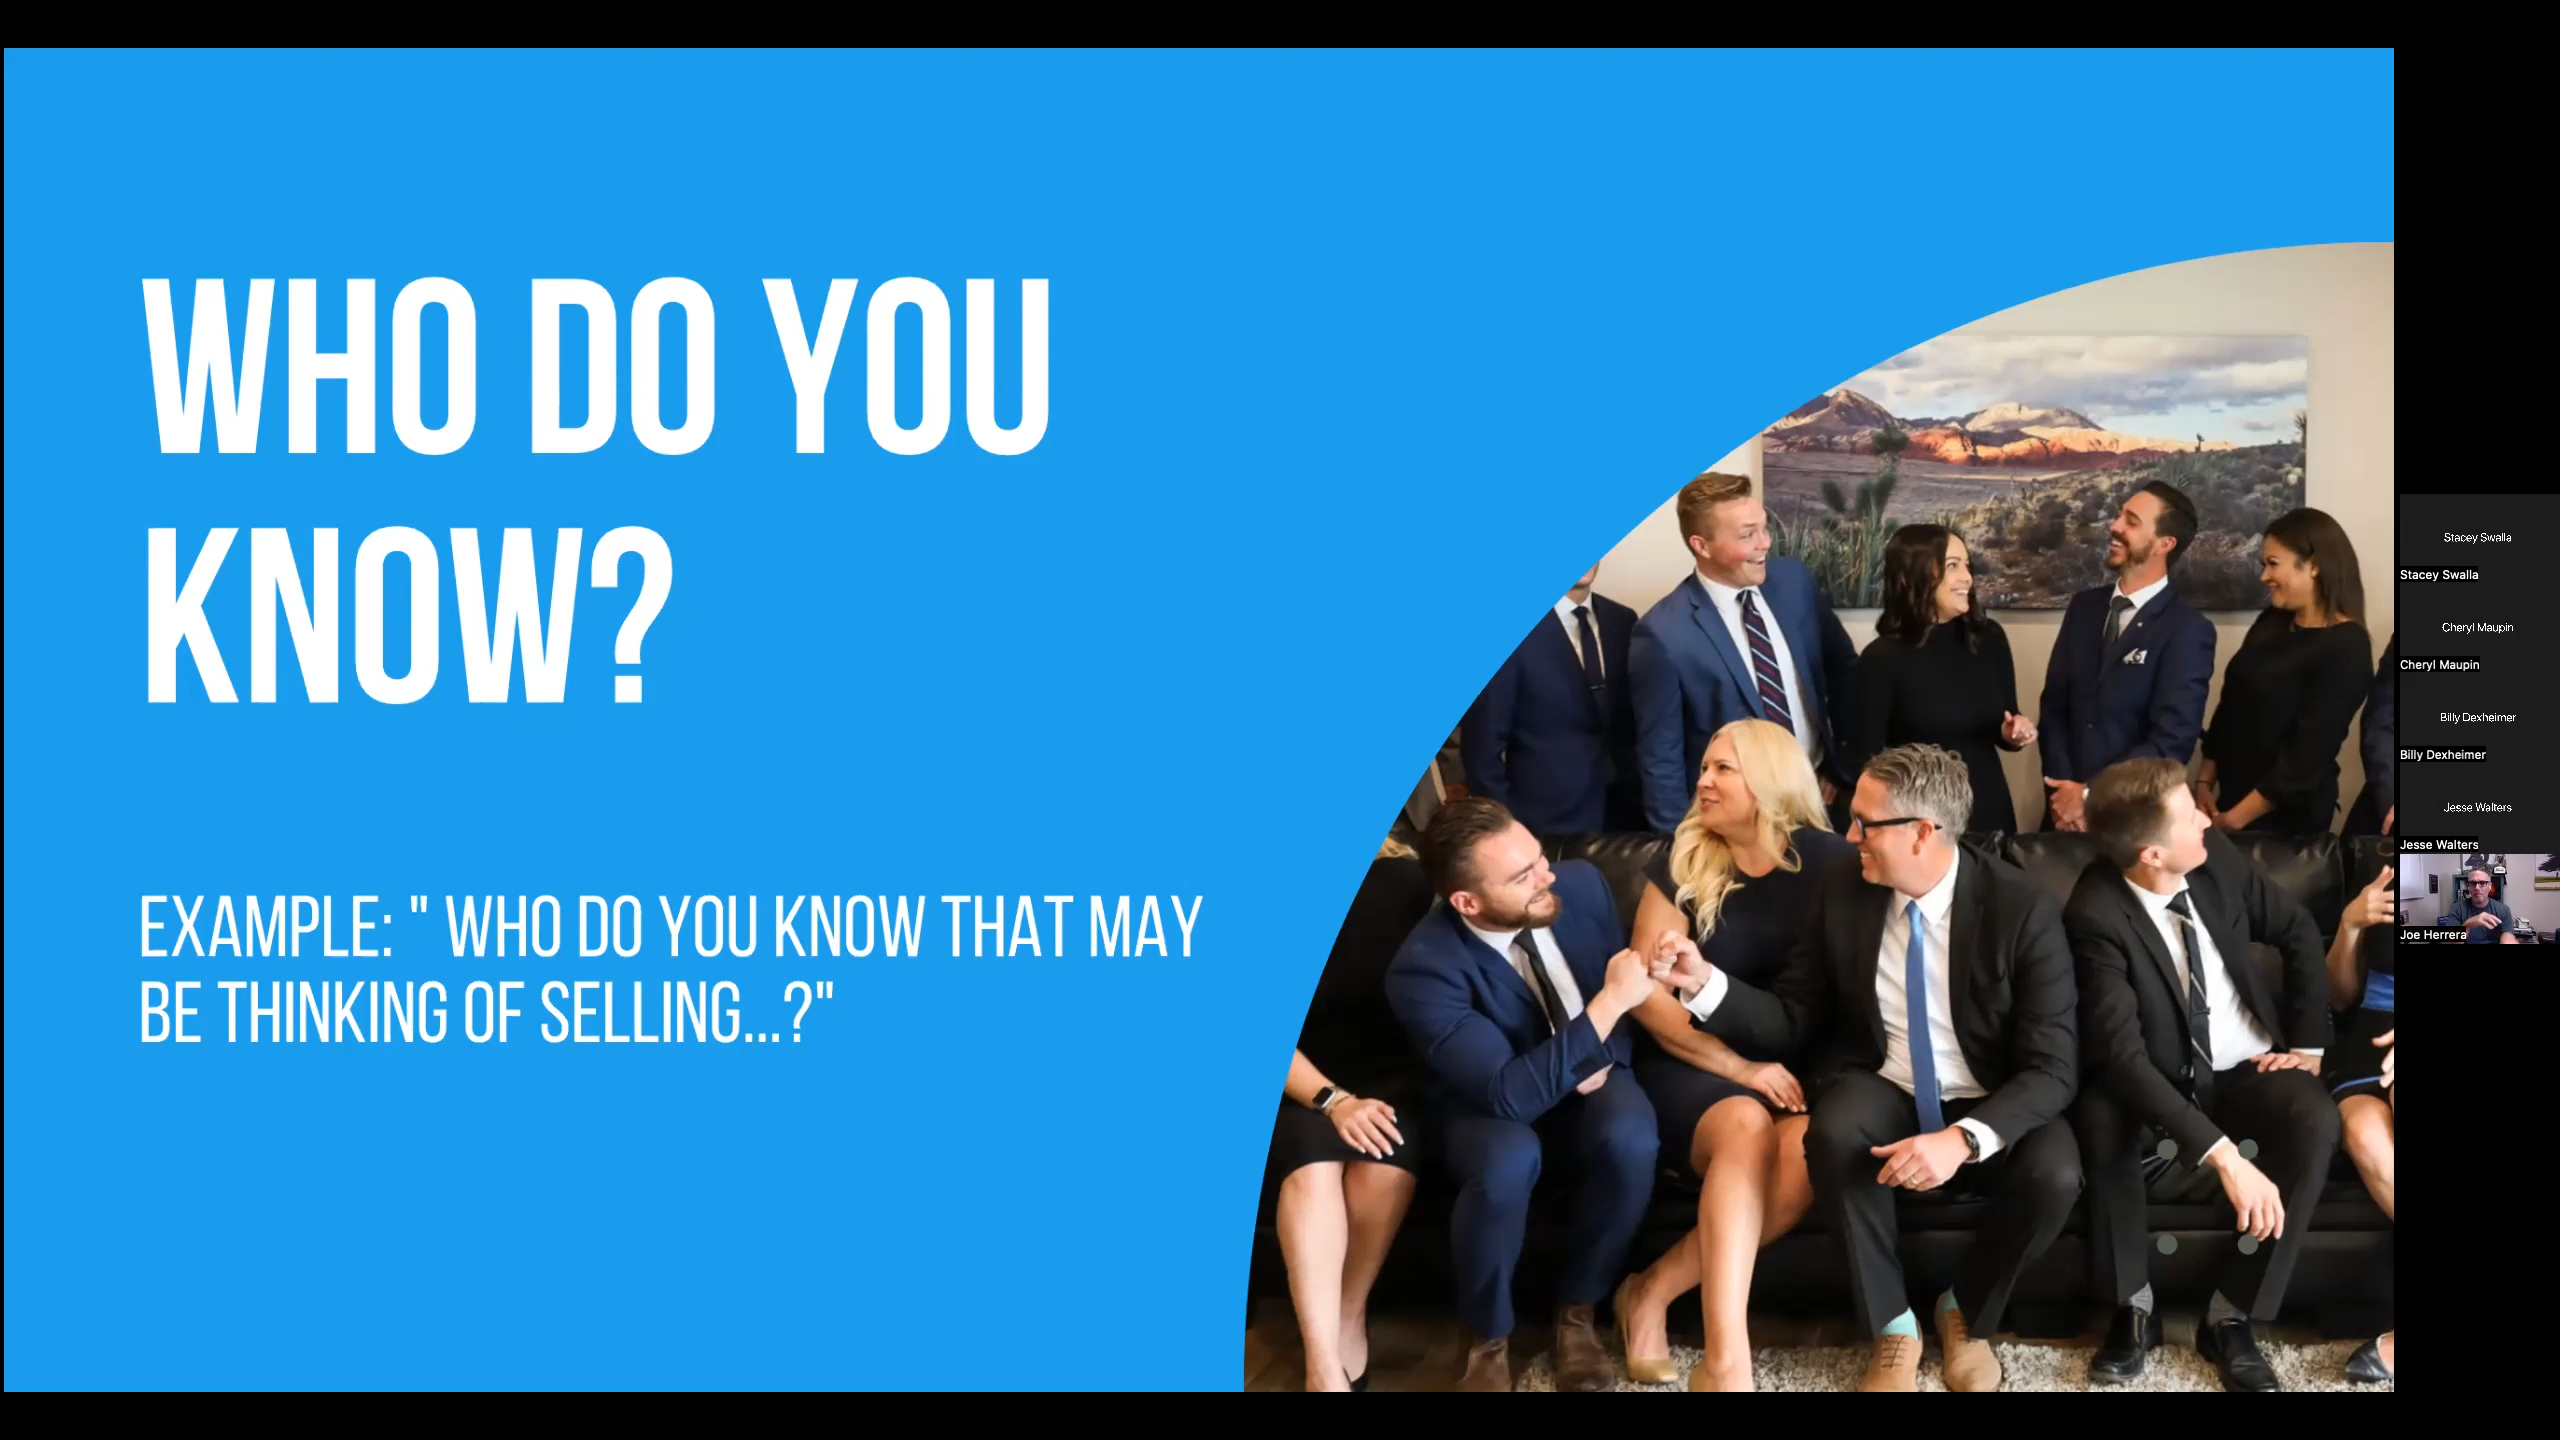 WHO DO YOU
KNOW?
EXAMPLE: " WHO DO YOU KNOW THAT MAY
BE THINKING OF SELLING...?"
Stacey Swalla
Stacey Swalla
Cheryl Maupin
Cheryl Maupin
Billy Dexheimer
Billy Dexheimer
Jesse Walters
Jesse Walters
Joe Herrera